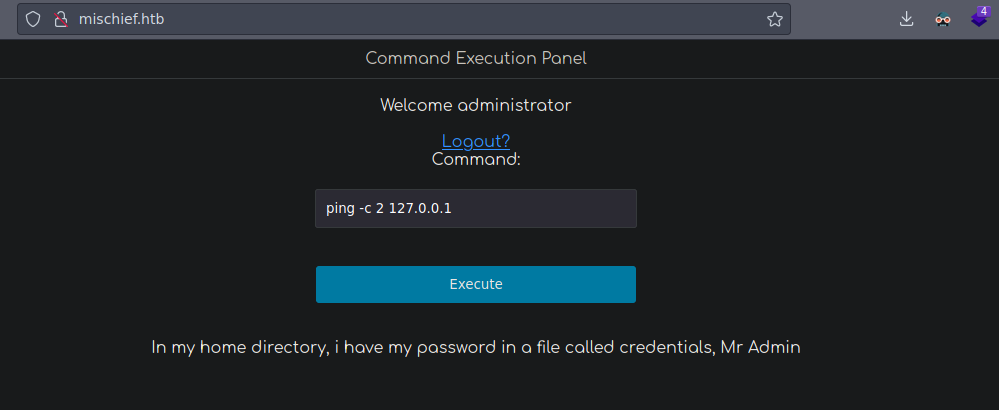 mischief.htb
4
Command Execution Panel
Welcome administrator
Logout?
Command:
ping -c 2 127.0.0.1
Execute
In my home directory, i have my password in a file called credentials, Mr Admin